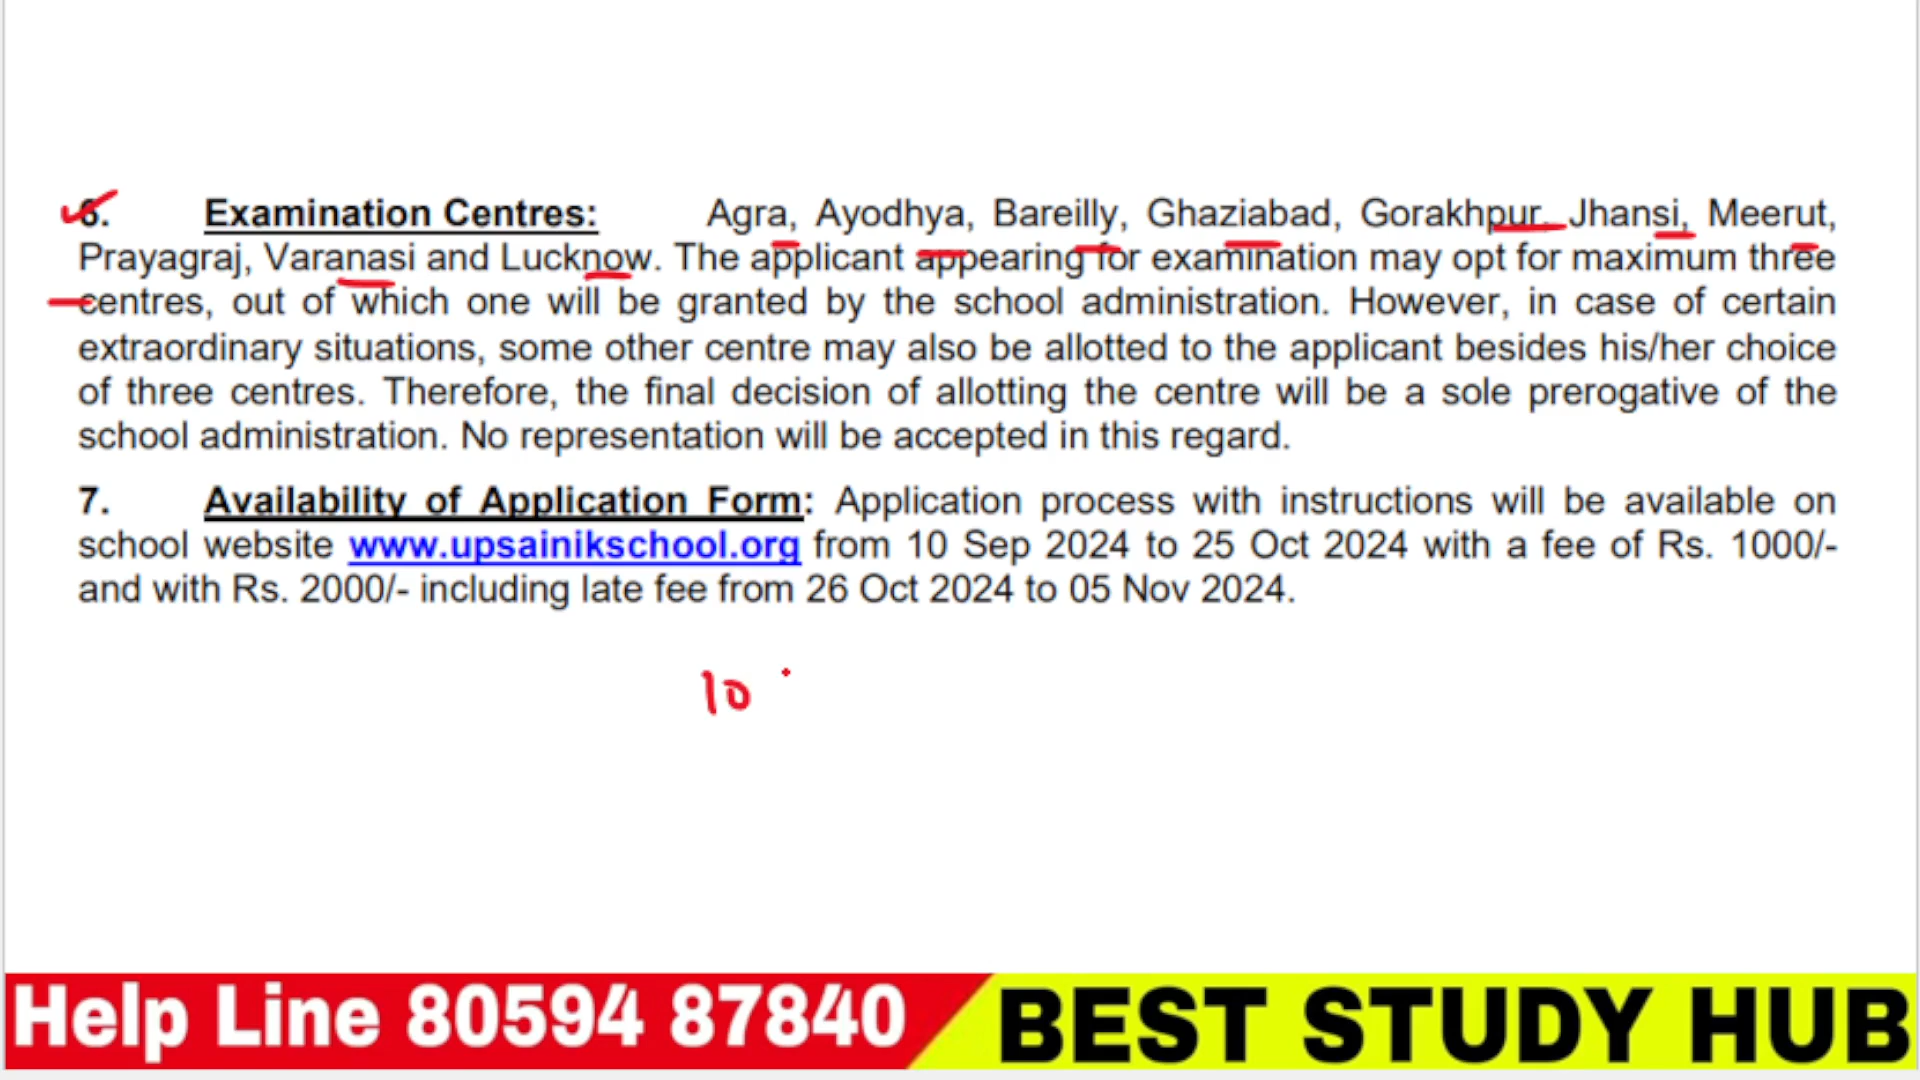 6. Examination Centres: Agra, Ayodhya, Bareilly, Ghaziabad, Gorakhpur, Jhansi, Meerut,
Prayagraj, Varanasi and Lucknow. The applicant appearing for examination may opt for maximum three
centres, out of which one will be granted by the school administration. However, in case of certain
extraordinary situations, some other centre may also be allotted to the applicant besides his/her choice
of three centres. Therefore, the final decision of allotting the centre will be a sole prerogative of the
school administration. No representation will be accepted in this regard.
7. Availability of Application Form: Application process with instructions will be available on
school website www.upsainikschool.org from 10 Sep 2024 to 25 Oct 2024 with a fee of Rs. 1000/-
and with Rs. 2000/- including late fee from 26 Oct 2024 to 05 Nov 2024.
10
Help Line 80594 87840 BEST STUDY HUB